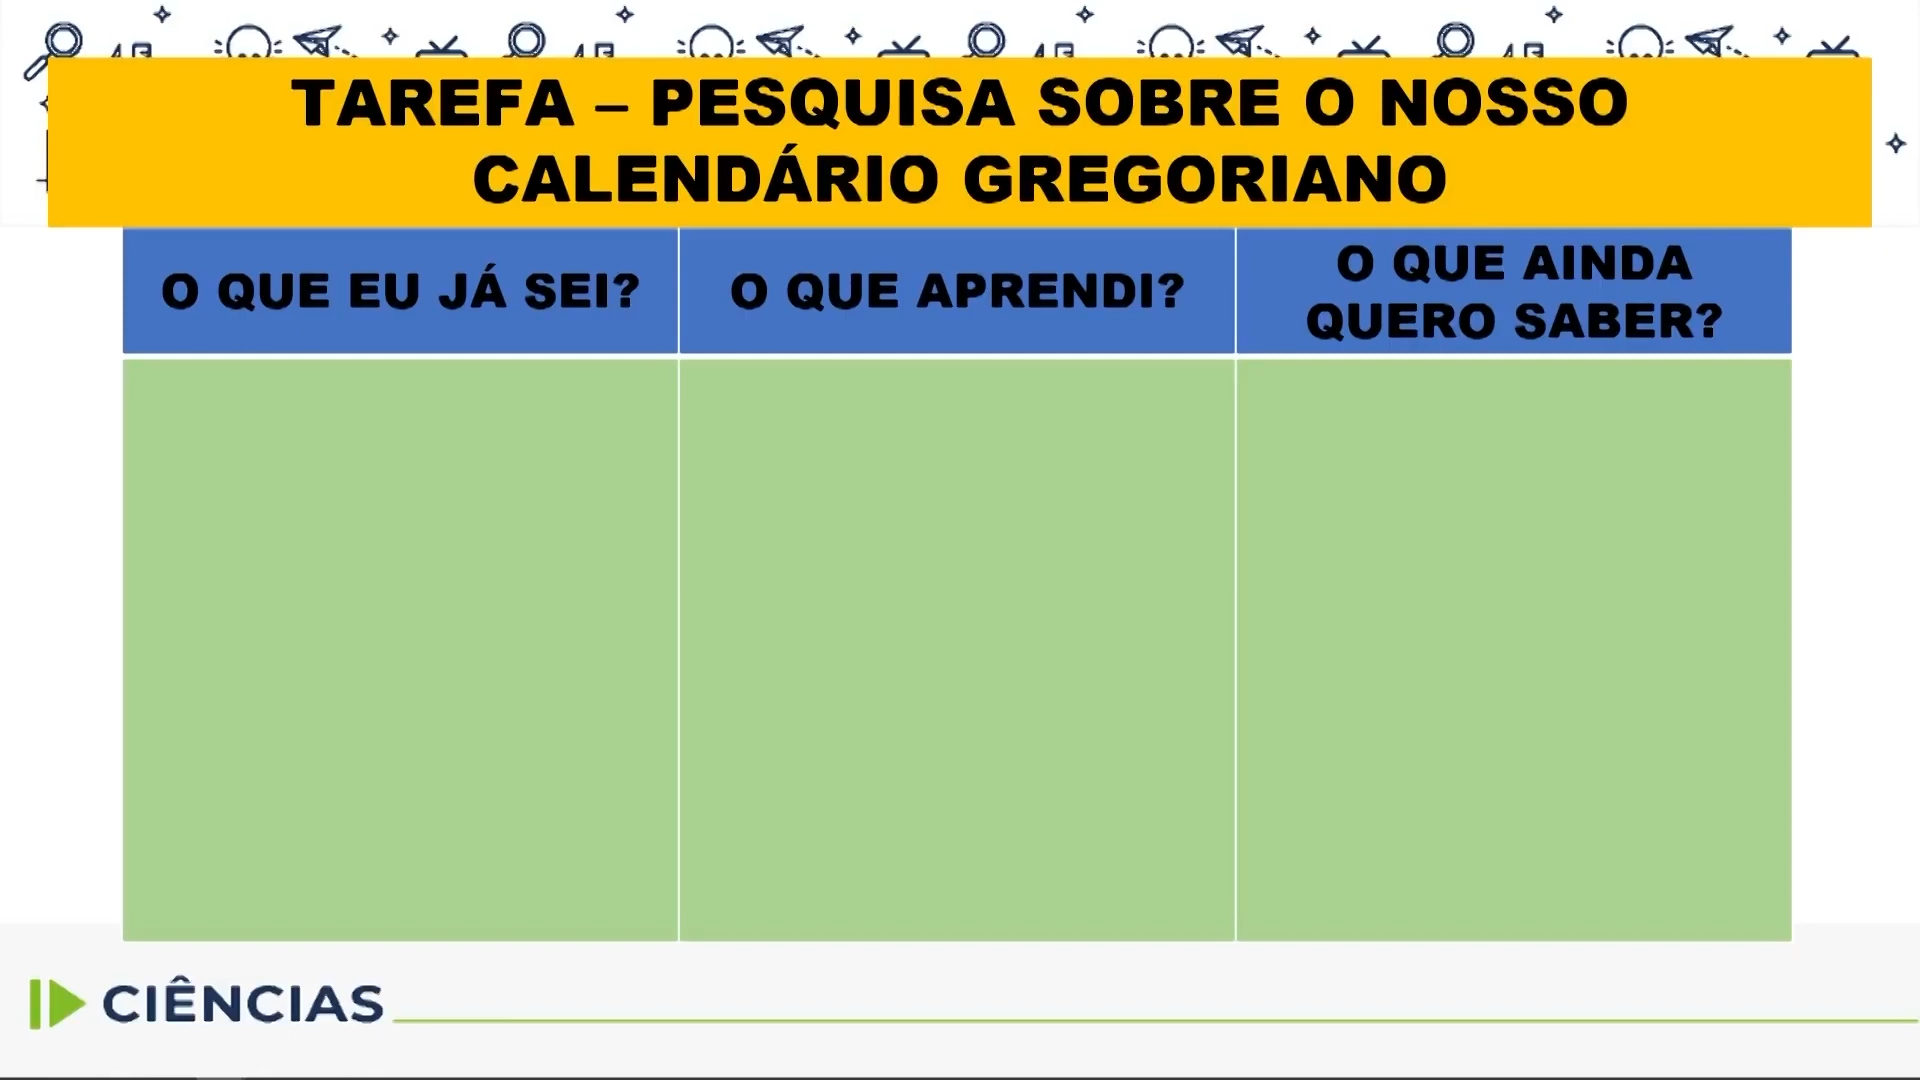 TAREFA – PESQUISA SOBRE O NOSSO
CALENDÁRIO GREGORIANO
O QUE EU JÁ SEI?
O QUE APRENDI?
O QUE AINDA
QUERO SABER?
CIÊNCIAS